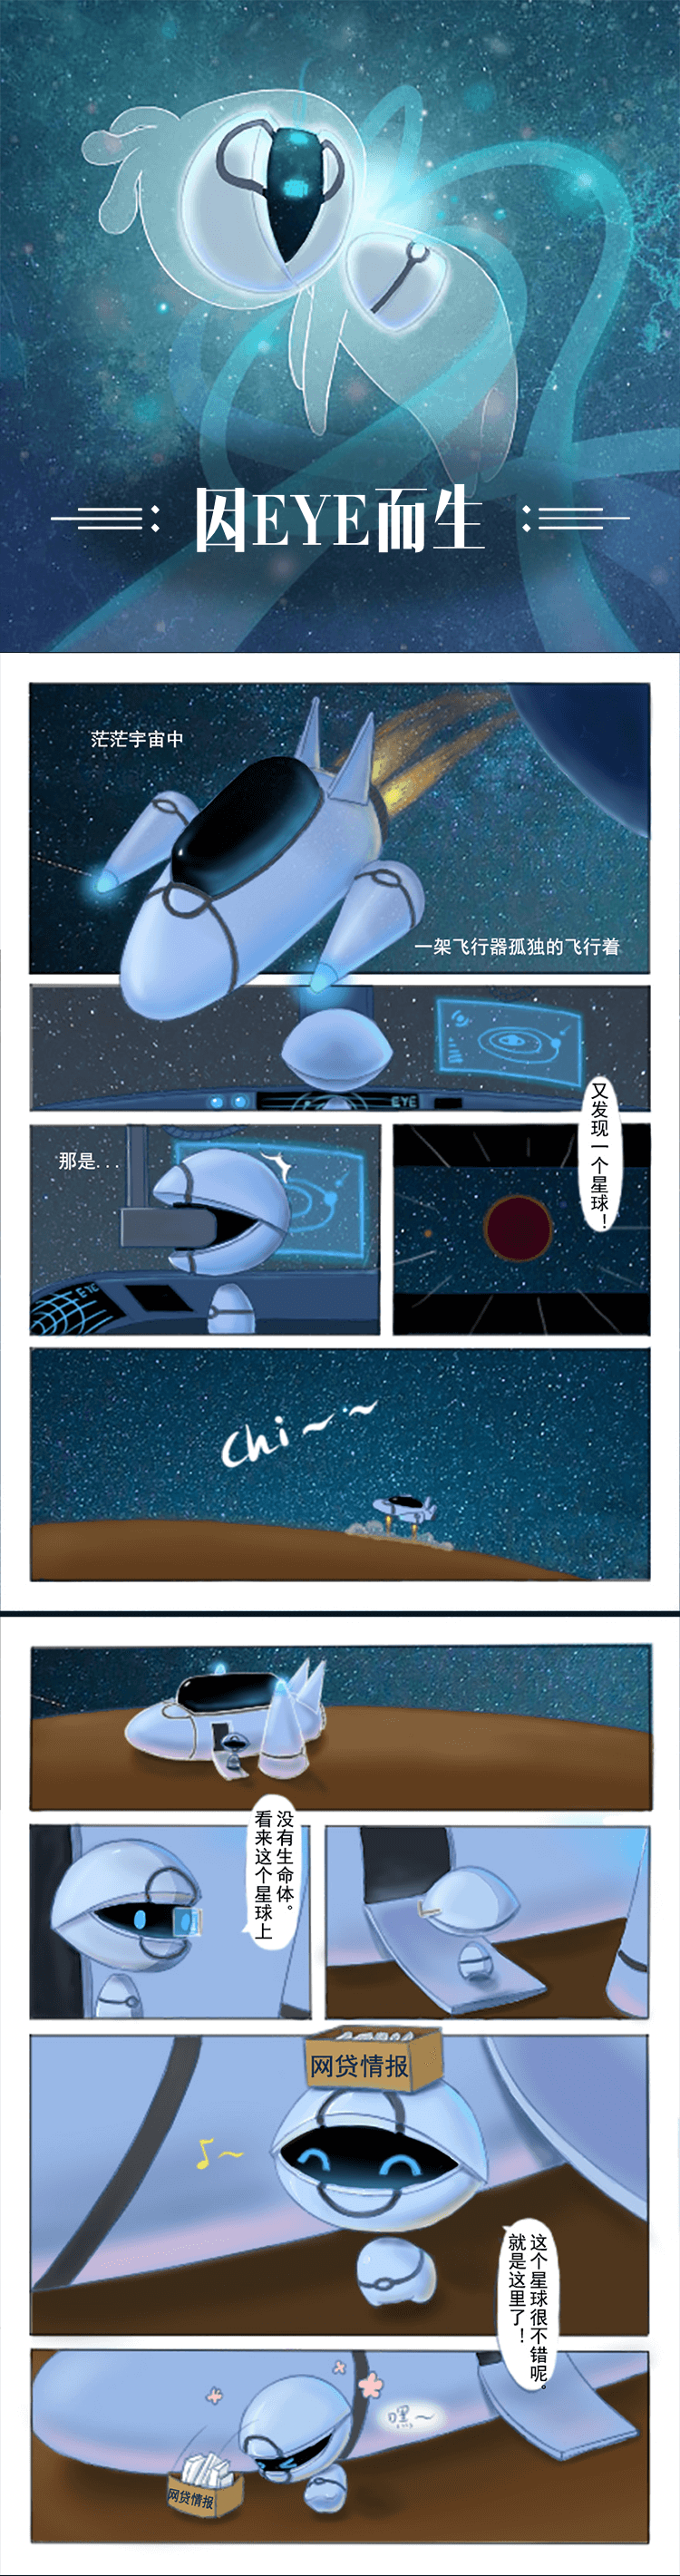 因EYE而生
茫茫宇宙中
一架飞行器孤独的飞行着
EYE
又发现一个星球！
那是...
EYE
Chi～～
没有生命体。
看来这个星球上
网贷情报
这个星球很不错呢。
就是这里了！
嘿～
网贷情报